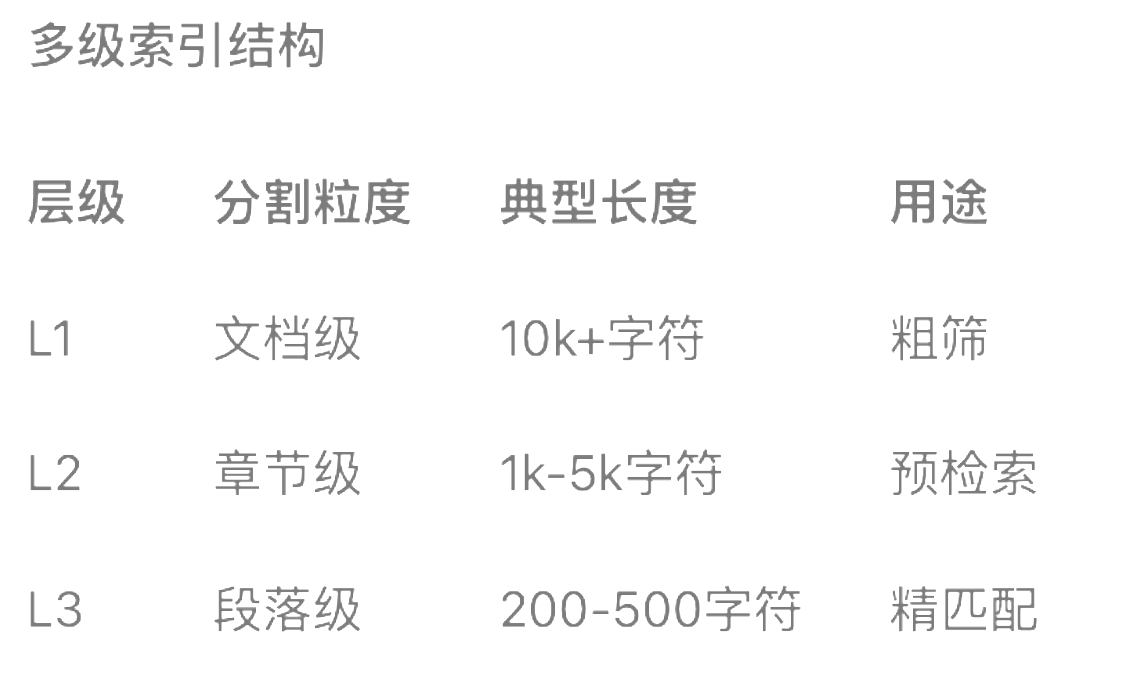 多级索引结构
层级 分割粒度 典型长度 用途
L1 文档级 10k+字符 粗筛
L2 章节级 1k-5k字符 预检索
L3 段落级 200-500字符 精匹配